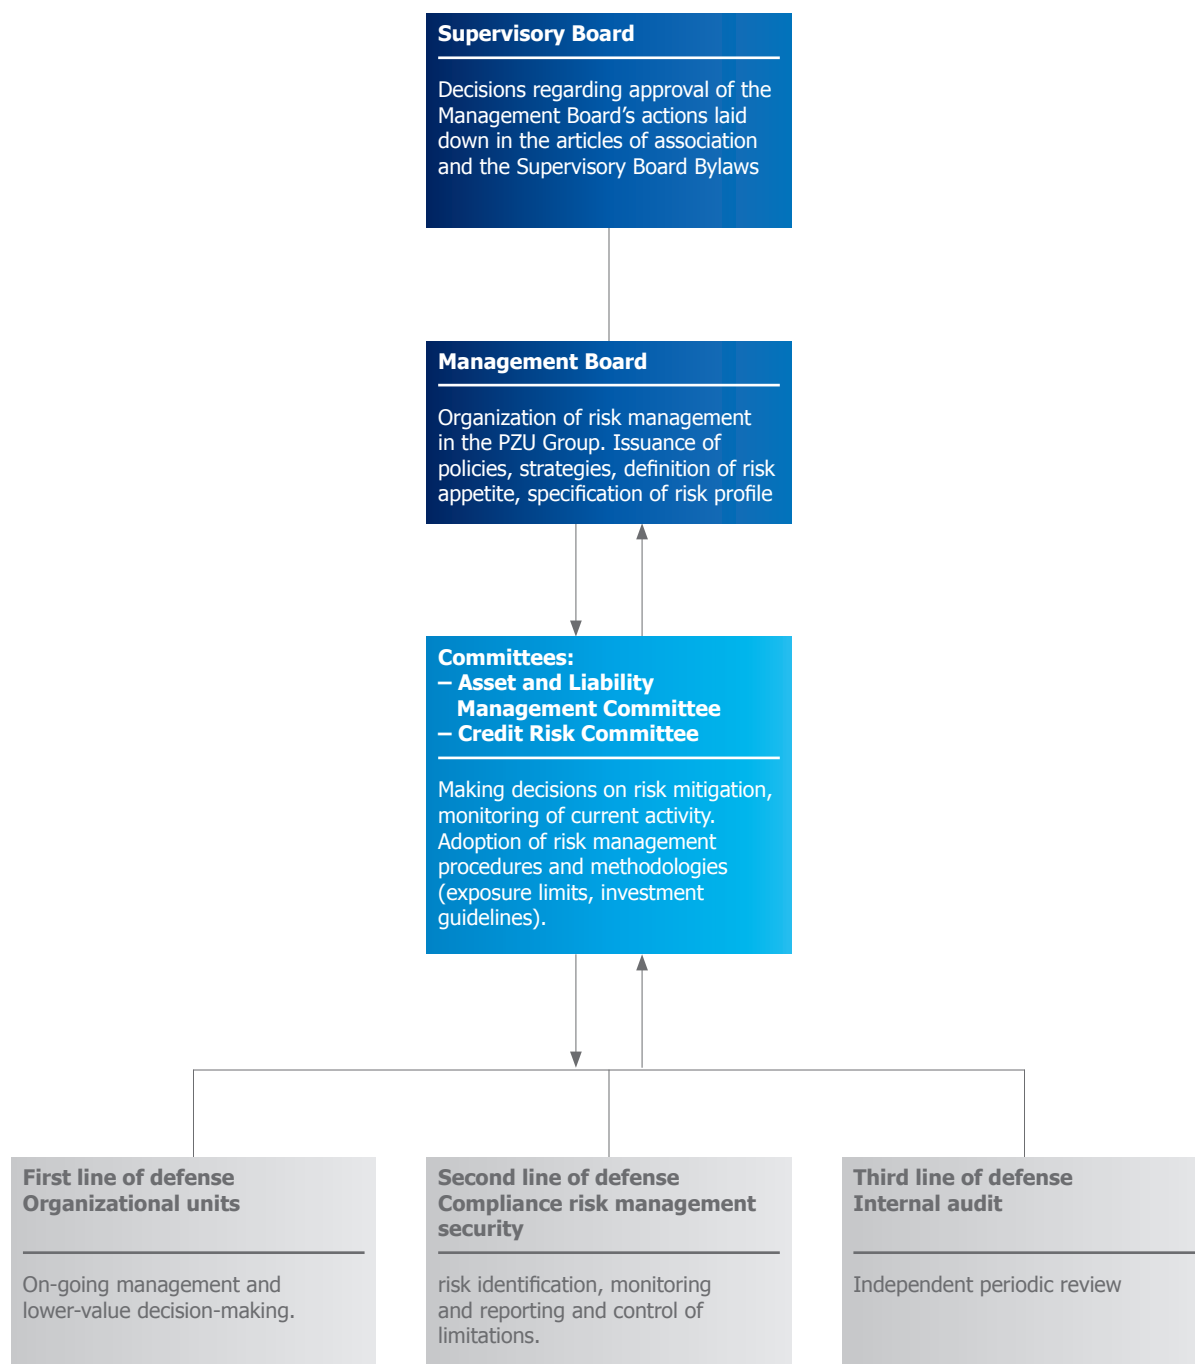 Supervisory Board
Decisions regarding approval of the
Management Board’s actions laid
down in the articles of association
and the Supervisory Board Bylaws
Management Board
Organization of risk management
in the PZU Group. Issuance of
policies, strategies, definition of risk
appetite, specification of risk profile
Committees:
– Asset and Liability
Management Committee
– Credit Risk Committee
Making decisions on risk mitigation,
monitoring of current activity.
Adoption of risk management
procedures and methodologies
(exposure limits, investment
guidelines).
First line of defense
Organizational units
On-going management and
lower-value decision-making.
Second line of defense
Compliance risk management
security
risk identification, monitoring
and reporting and control of
limitations.
Third line of defense
Internal audit
Independent periodic review